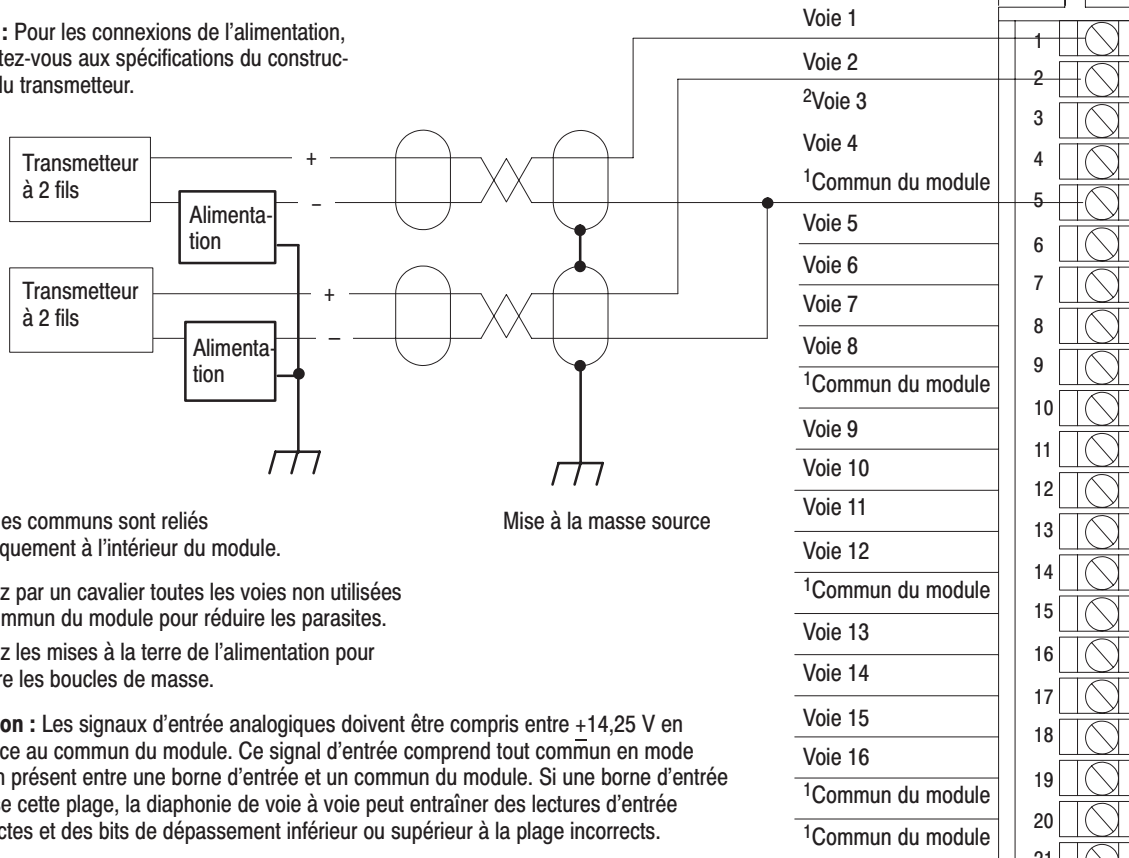 : Pour les connexions de l'alimentation,
tez-vous aux spécifications du construc-
du transmetteur.
Transmetteur
à 2 fils
+
–
Alimenta-
tion
Transmetteur
à 2 fils
+
–
Alimenta-
tion
Mise à la masse source
es communs sont reliés
quement à l'intérieur du module.
z par un cavalier toutes les voies non utilisées
mmun du module pour réduire les parasites.
z les mises à la terre de l'alimentation pour
re les boucles de masse.
on : Les signaux d'entrée analogiques doivent être compris entre ±14,25 V en
ce au commun du module. Ce signal d'entrée comprend tout commun en mode
n présent entre une borne d'entrée et un commun du module. Si une borne d'entrée
se cette plage, la diaphonie de voie à voie peut entraîner des lectures d'entrée
ctes et des bits de dépassement inférieur ou supérieur à la plage incorrects.
Voie 1
Voie 2
2Voie 3
Voie 4
1Commun du module
Voie 5
Voie 6
Voie 7
Voie 8
1Commun du module
Voie 9
Voie 10
Voie 11
Voie 12
1Commun du module
Voie 13
Voie 14
Voie 15
Voie 16
1Commun du module
1Commun du module
1
2
3
4
5
6
7
8
9
10
11
12
13
14
15
16
17
18
19
20
21